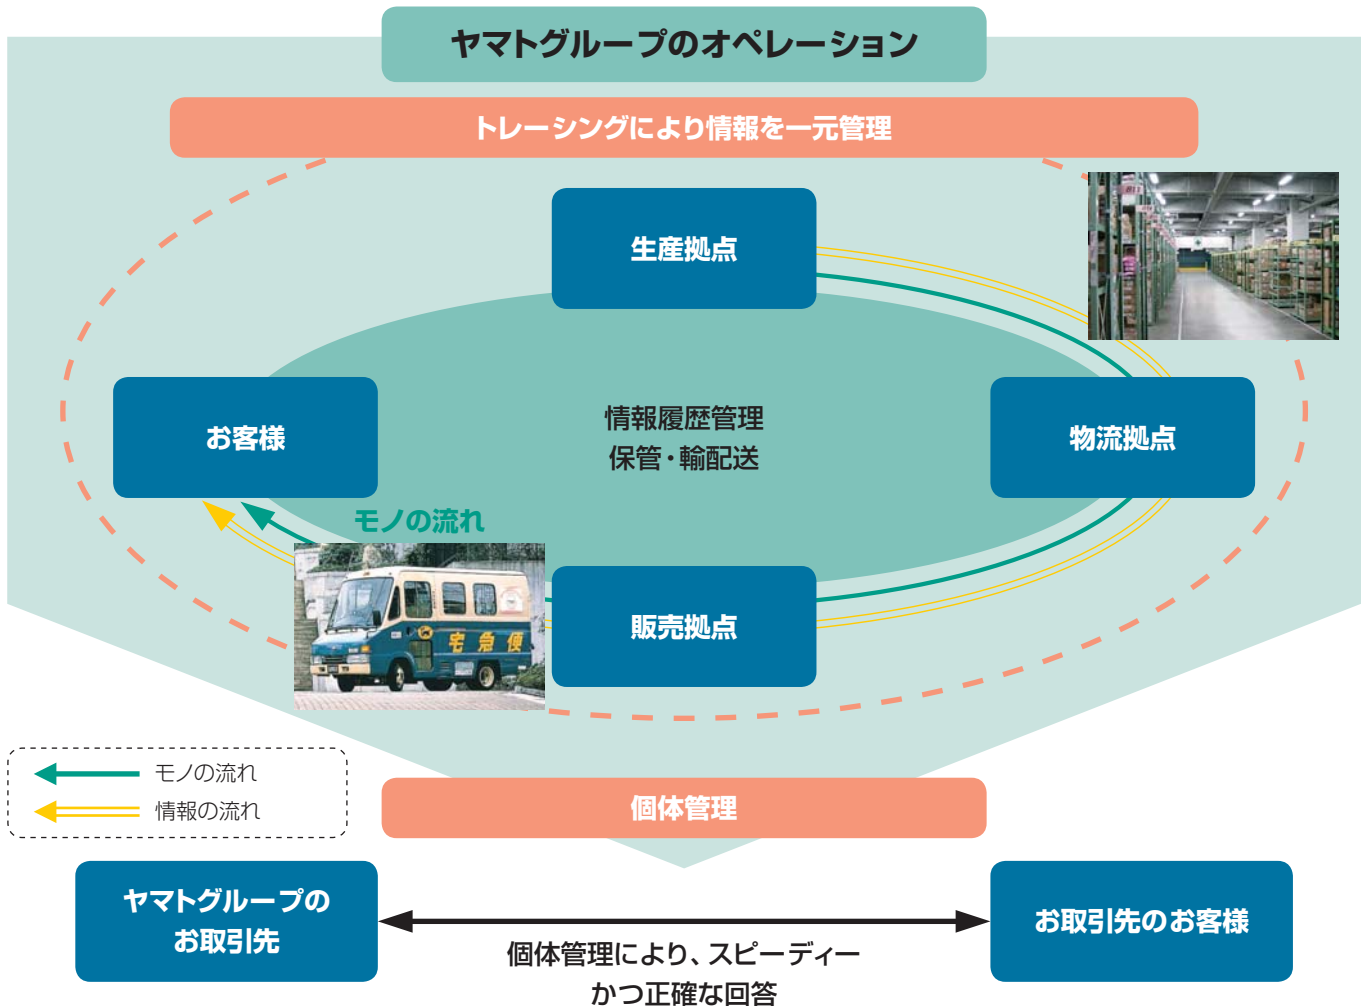 ヤマトグループのオペレーション
トレーシングにより情報を一元管理
生産拠点
お客様
情報履歴管理
保管・輸配送
物流拠点
モノの流れ
宅急便
販売拠点
モノの流れ
情報の流れ
個体管理
ヤマトグループの
お取引先
お取引先のお客様
個体管理により、スピーディー
かつ正確な回答